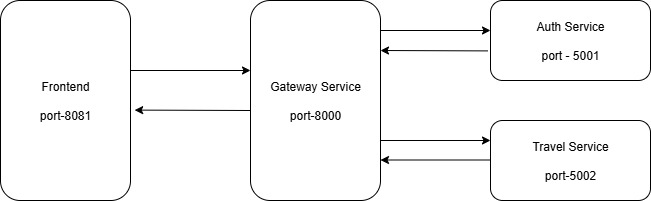 Frontend
port-8081
Gateway Service
port-8000
Auth Service
port - 5001
Travel Service
port-5002